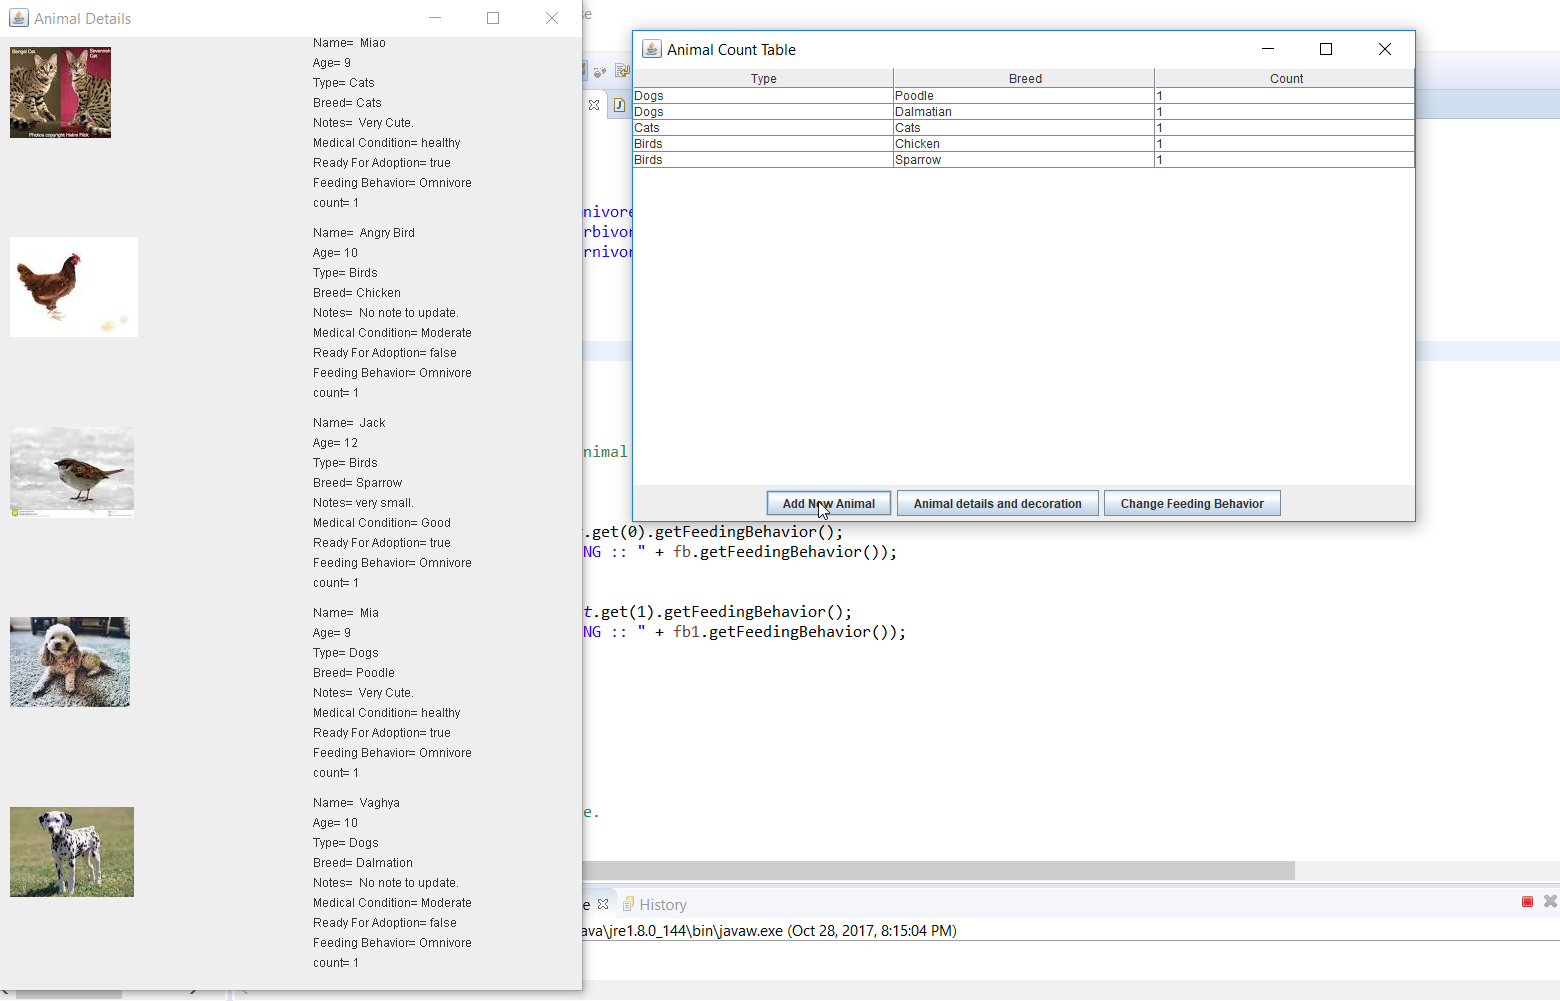 Animal Details
Bengal Cat
Savannah Cat
Photos copyright Helmi Flick
Name=  Miao
Age= 9
Type= Cats
Breed= Cats
Notes=  Very Cute.
Medical Condition= healthy
Ready For Adoption= true
Feeding Behavior= Omnivore
count= 1
Name=  Angry Bird
Age= 10
Type= Birds
Breed= Chicken
Notes=  No note to update.
Medical Condition= Moderate
Ready For Adoption= false
Feeding Behavior= Omnivore
count= 1
Name=  Jack
Age= 12
Type= Birds
Breed= Sparrow
Notes= very small.
Medical Condition= Good
Ready For Adoption= true
Feeding Behavior= Omnivore
count= 1
Name=  Mia
Age= 9
Type= Dogs
Breed= Poodle
Notes=  Very Cute.
Medical Condition= healthy
Ready For Adoption= true
Feeding Behavior= Omnivore
count= 1
Name=  Vaghya
Age= 10
Type= Dogs
Breed= Dalmation
Notes=  No note to update.
Medical Condition= Moderate
Ready For Adoption= false
Feeding Behavior= Omnivore
count= 1
Animal Count Table
Type Breed Count
Dogs Poodle 1
Dogs Dalmatian 1
Cats Cats 1
Birds Chicken 1
Birds Sparrow 1
Add New Animal Animal details and decoration Change Feeding Behavior
nivore
rbivor
rnivor
nimal
.get(0).getFeedingBehavior();
NG :: " + fb.getFeedingBehavior());
t.get(1).getFeedingBehavior();
NG :: " + fb1.getFeedingBehavior());
e.
e History
ava\jre1.8.0_144\bin\javaw.exe (Oct 28, 2017, 8:15:04 PM)